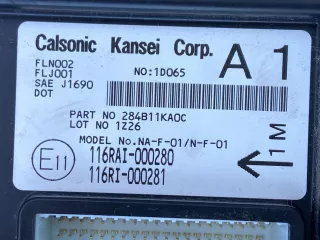 Calsonic Kansei Corp. A 1
FLN002
FLJ001 NO:1D065
SAE J1690
DOT
PART NO 284B11KA0C
LOT NO 1Z26
MODEL No.NA-F-01/N-F-01
E11 116RAI-000280
116RI-000281
1M